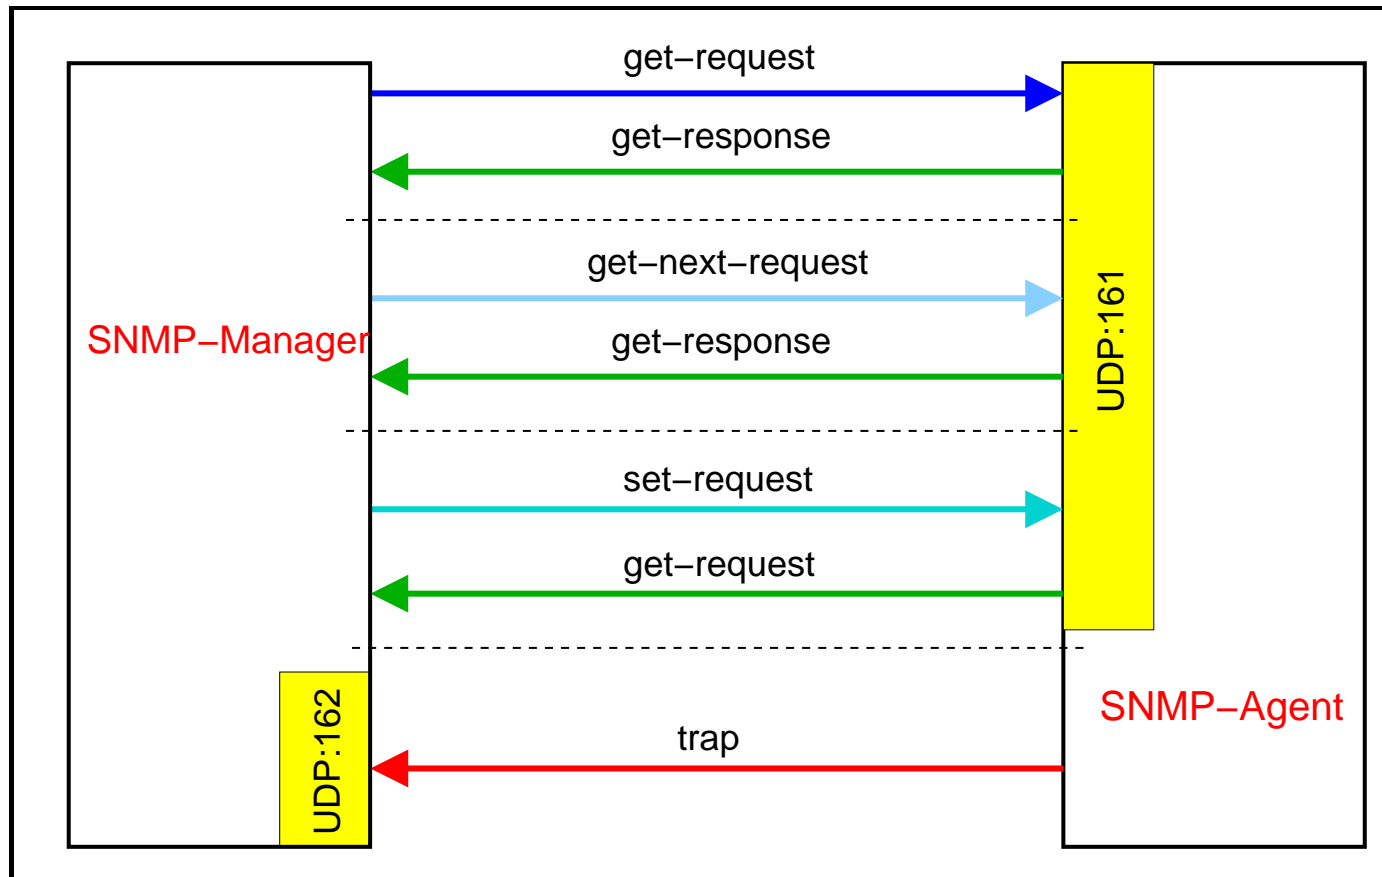 get–request
get–response
get–next–request
SNMP–Manager
get–response
UDP:161
set–request
get–request
SNMP–Agent
trap
UDP:162